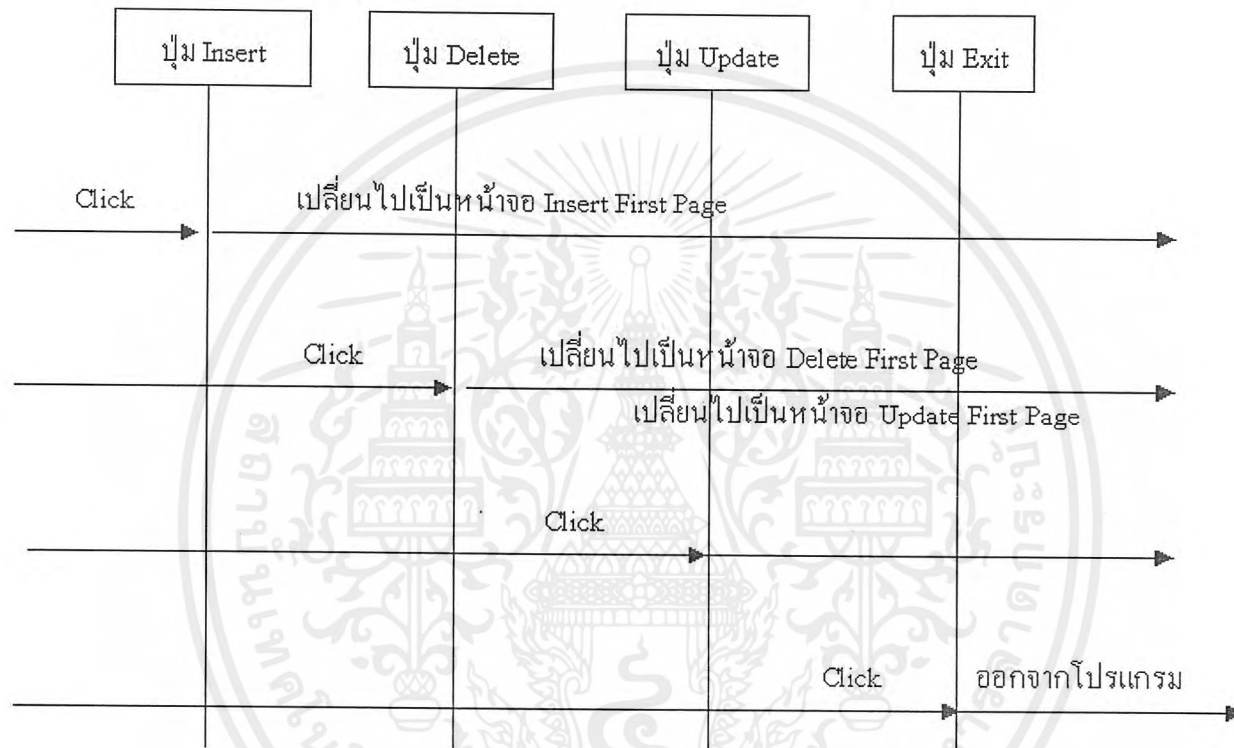 ปุ่ม Insert
ปุ่ม Delete
ปุ่ม Update
ปุ่ม Exit
Click
เปลี่ยนไปเป็นหน้าจอ Insert First Page
Click
เปลี่ยนไปเป็นหน้าจอ Delete First Page
เปลี่ยนไปเป็นหน้าจอ Update First Page
Click
Click
ออกจากโปรแกรม